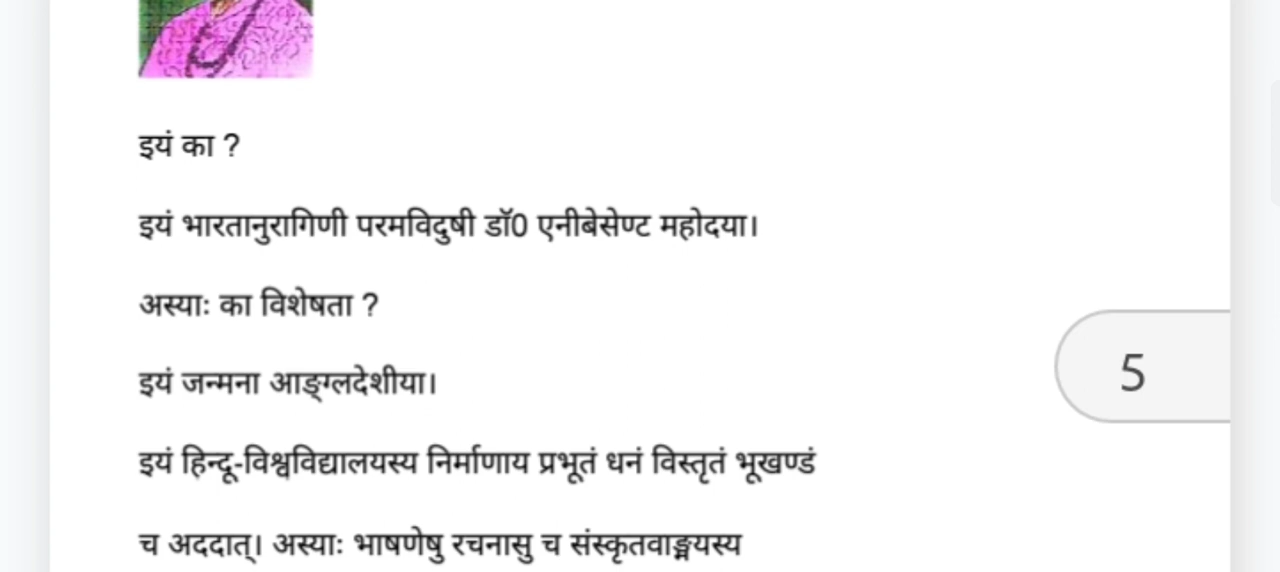 इयं का ?
इयं भारतानुरागिणी परमविदुषी डॉ0 एनीबेसेण्ट महोदया।
अस्याः का विशेषता ?
5
इयं जन्मना आङ्ग्लदेशीया।
इयं हिन्दू-विश्वविद्यालयस्य निर्माणाय प्रभूतं धनं विस्तृतं भूखण्डं
च अददात्। अस्याः भाषणेषु रचनासु च संस्कृतवाङ्मयस्य